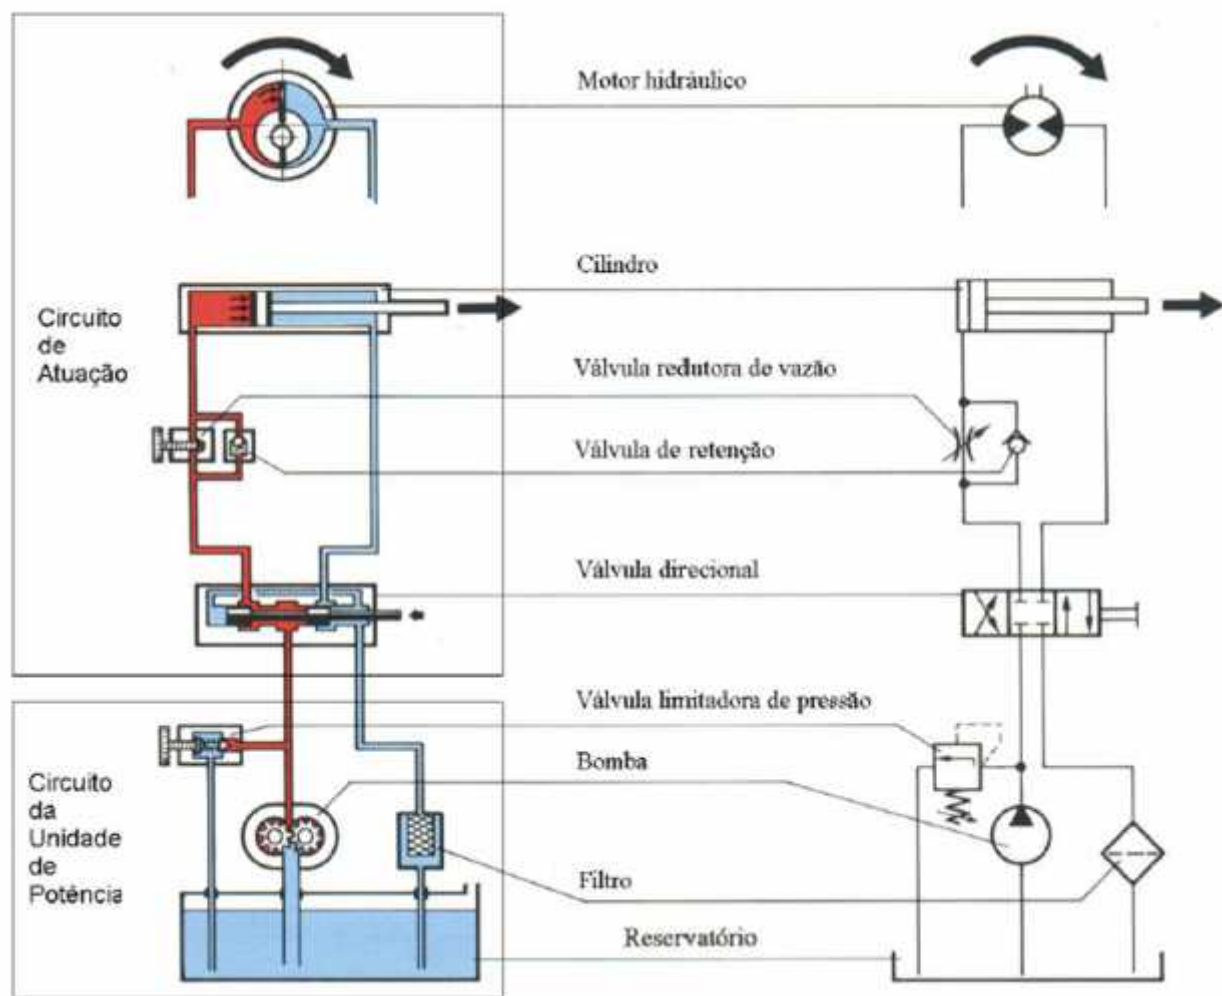 Motor hidráulico
Cilindro
Circuito
de
Atuação
Válvula redutora de vazão
Válvula de retenção
Válvula direcional
Válvula limitadora de pressão
Bomba
Circuito
da
Unidade
de
Potência
Filtro
Reservatório